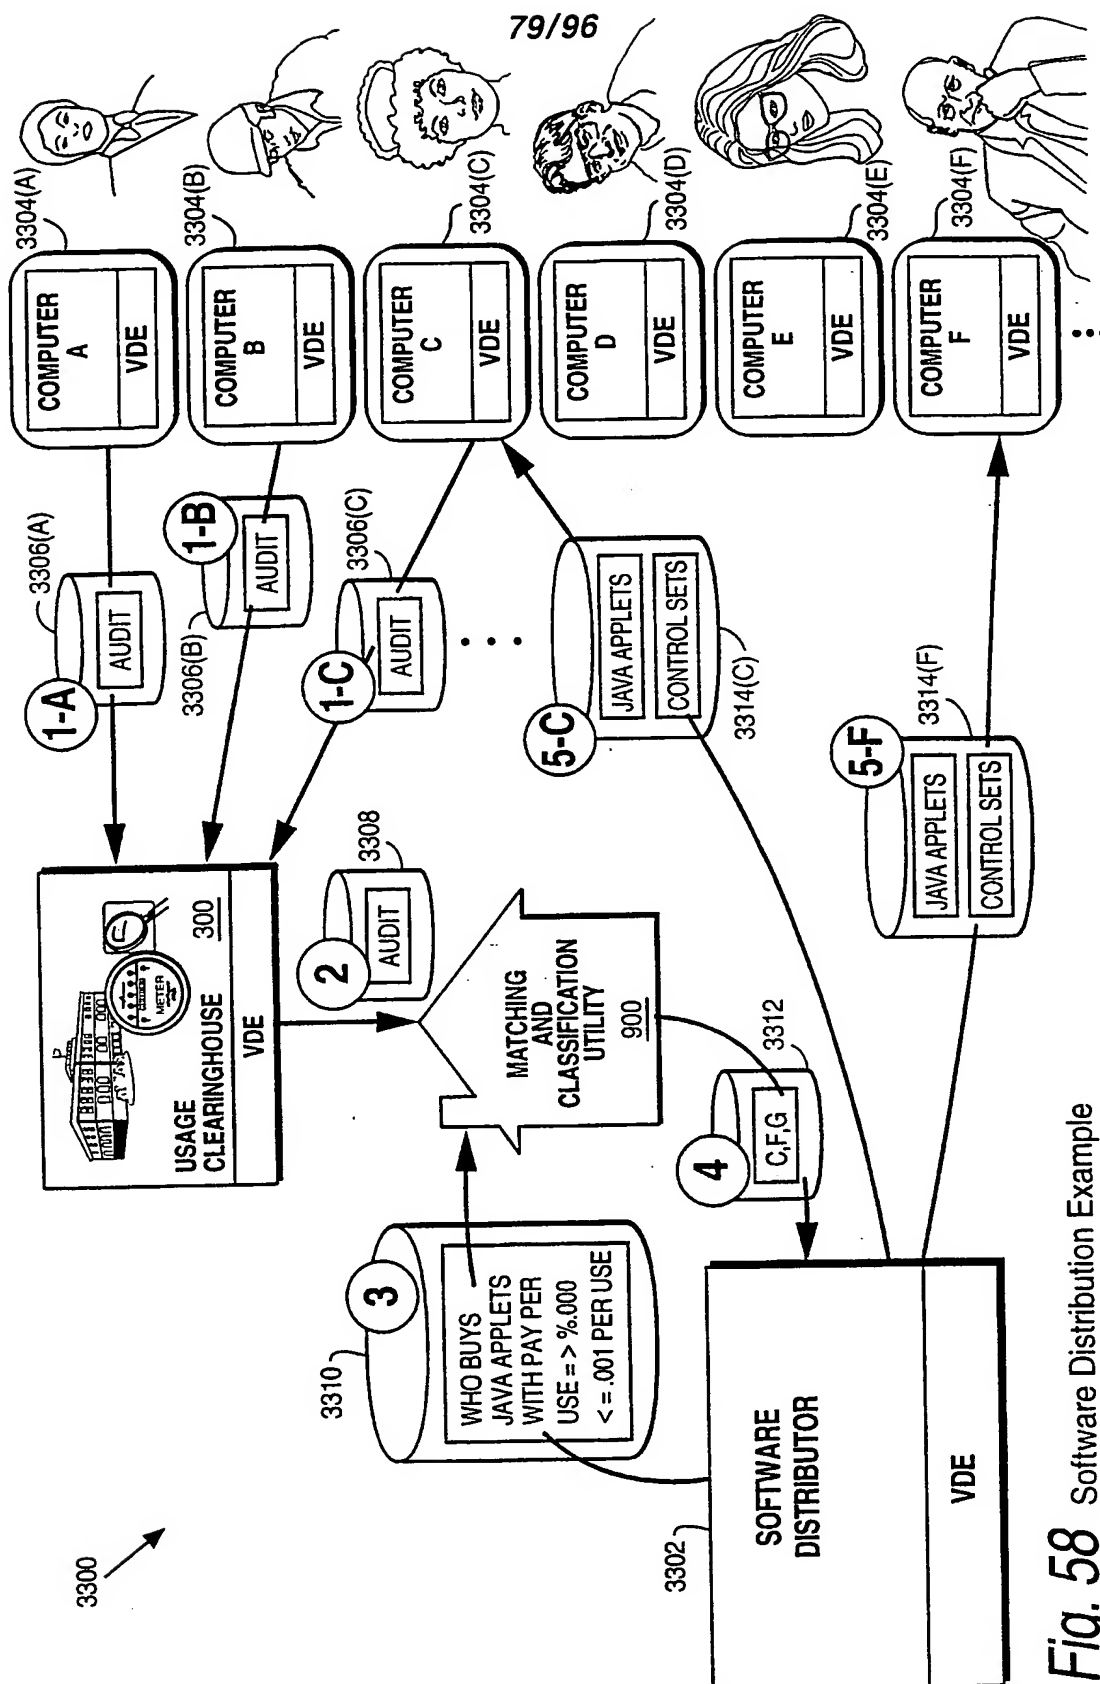 79/96
3300
3304(A)
COMPUTER
A
VDE
3304(B)
COMPUTER
B
VDE
3304(C)
COMPUTER
C
VDE
3304(D)
COMPUTER
D
VDE
3304(E)
COMPUTER
E
VDE
3304(F)
COMPUTER
F
VDE
3306(A)
1-A
AUDIT
3306(B)
1-B
AUDIT
3306(C)
1-C
AUDIT
METER
USAGE
CLEARINGHOUSE
300
VDE
2
3308
AUDIT
MATCHING
AND
CLASSIFICATION
UTILITY
900
3310
3
WHO BUYS
JAVA APPLETS
WITH PAY PER
USE = > %.000
< = .001 PER USE
4
3312
C,F,G
5-C
JAVA APPLETS
CONTROL SETS
3314(C)
5-F
3314(F)
JAVA APPLETS
CONTROL SETS
3302
SOFTWARE
DISTRIBUTOR
VDE
Fig. 58 Software Distribution Example